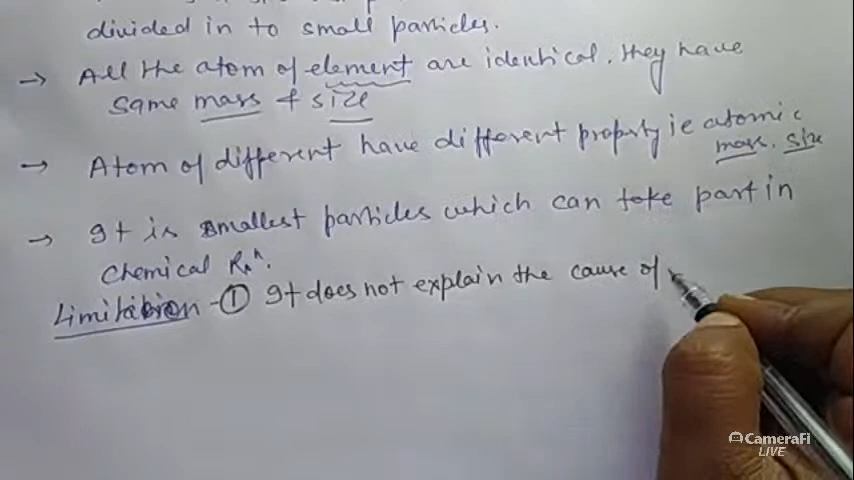 divided in to small particles.
→ All the atom of element are identical. they have
same mass & size
→ Atom of different have different property ie atomic
mass. size
→ It is smallest particles which can take part in
chemical Rxn.
Limitation - ① It does not explain the cause of
CameraFi
LIVE